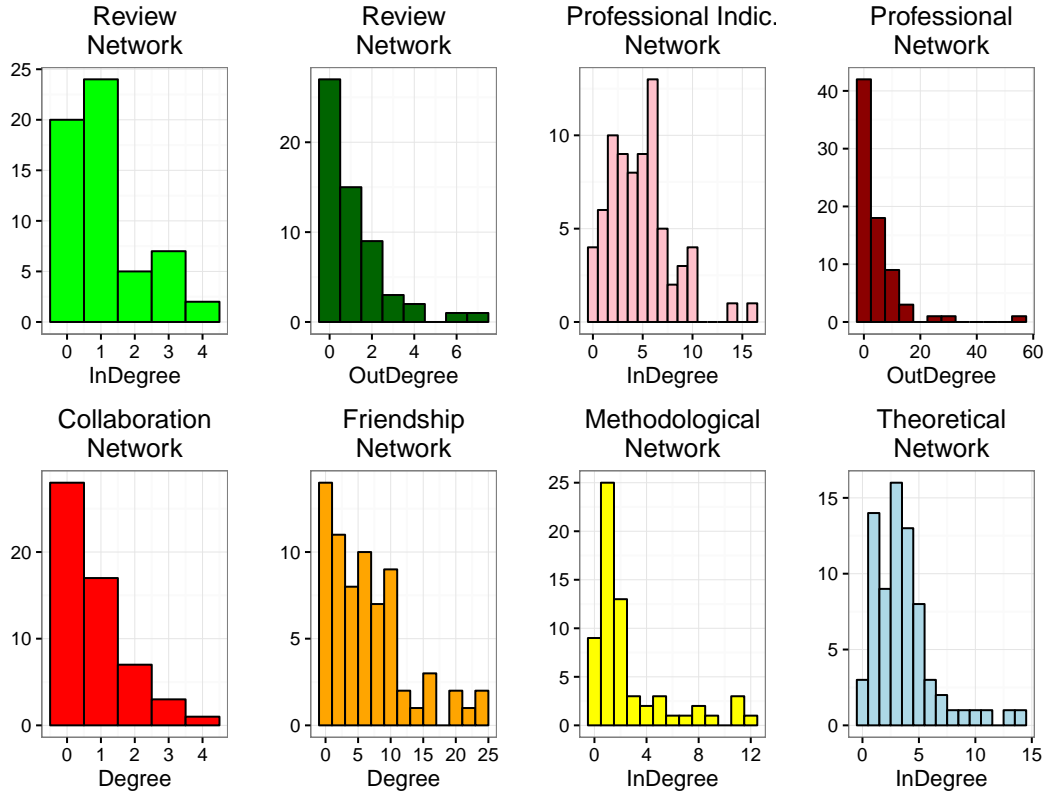 Review
Network
25
20
15
10
5
0
0 1 2 3 4
InDegree
Review
Network
20
10
0
0 2 4 6
OutDegree
Professional Indic.
Network
10
5
0
0 5 10 15
InDegree
Professional
Network
40
30
20
10
0
0 20 40 60
OutDegree
Collaboration
Network
20
10
0
0 1 2 3 4
Degree
Friendship
Network
10
5
0
0 5 10 15 20 25
Degree
Methodological
Network
25
20
15
10
5
0
0 4 8 12
InDegree
Theoretical
Network
15
10
5
0
0 5 10 15
InDegree